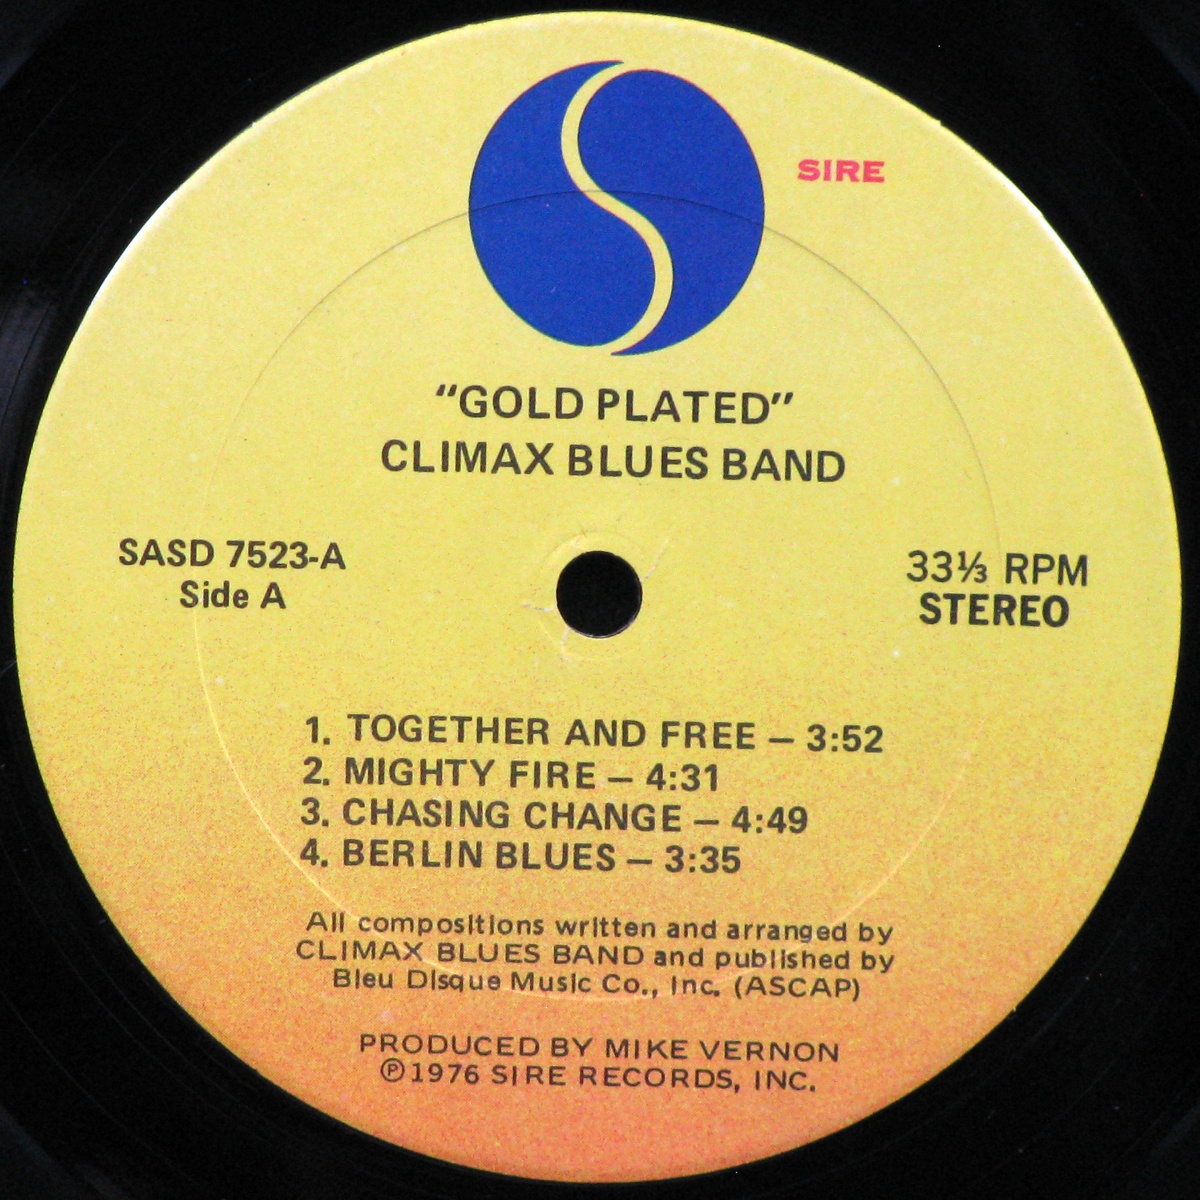 SIRE
“GOLD PLATED”
CLIMAX BLUES BAND
SASD 7523-A
Side A
33⅓ RPM
STEREO
1. TOGETHER AND FREE — 3:52
2. MIGHTY FIRE — 4:31
3. CHASING CHANGE — 4:49
4. BERLIN BLUES — 3:35
All compositions written and arranged by
CLIMAX BLUES BAND and published by
Bleu Disque Music Co., Inc. (ASCAP)
PRODUCED BY MIKE VERNON
℗1976 SIRE RECORDS, INC.